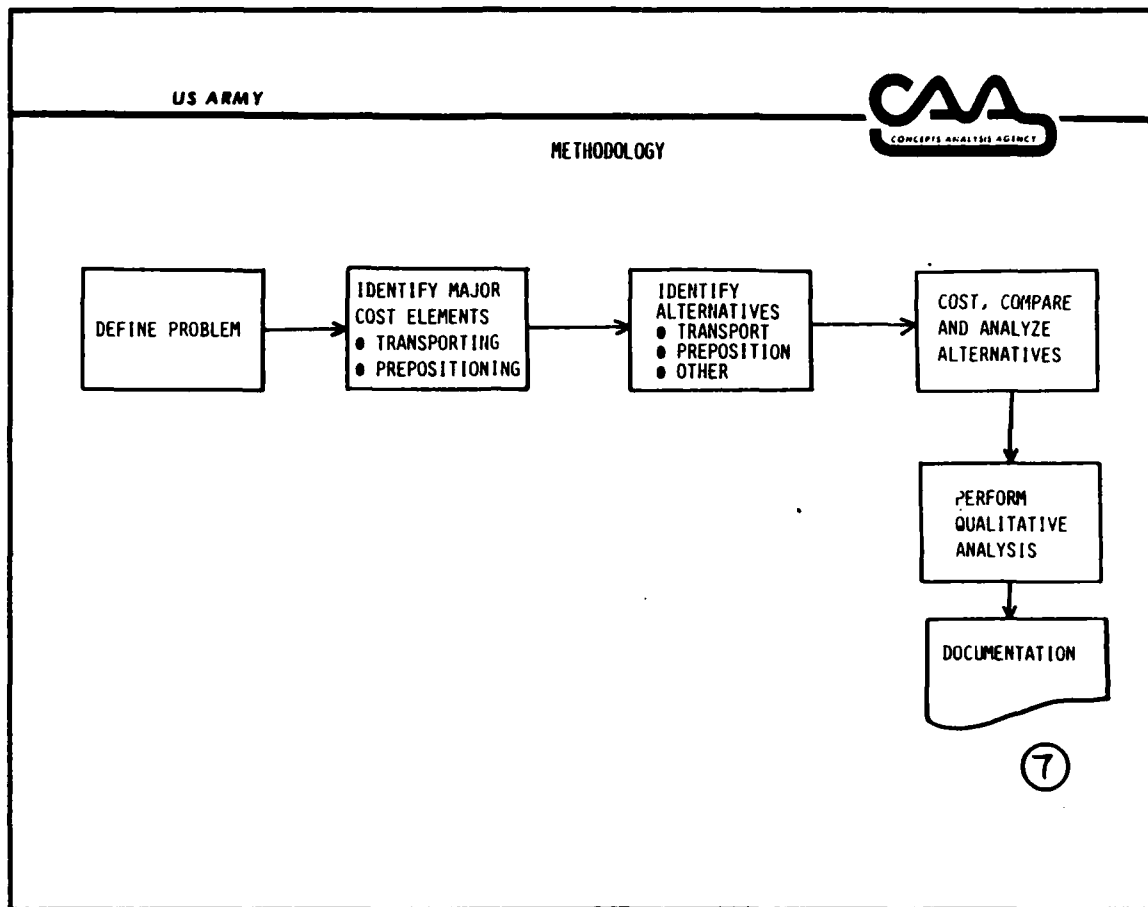 US ARMY
CAA
CONCEPTS ANALYSIS AGENCY
METHODOLOGY
DEFINE PROBLEM
IDENTIFY MAJOR
COST ELEMENTS
● TRANSPORTING
● PREPOSITIONING
IDENTIFY
ALTERNATIVES
● TRANSPORT
● PREPOSITION
● OTHER
COST, COMPARE
AND ANALYZE
ALTERNATIVES
PERFORM
QUALITATIVE
ANALYSIS
DOCUMENTATION
7